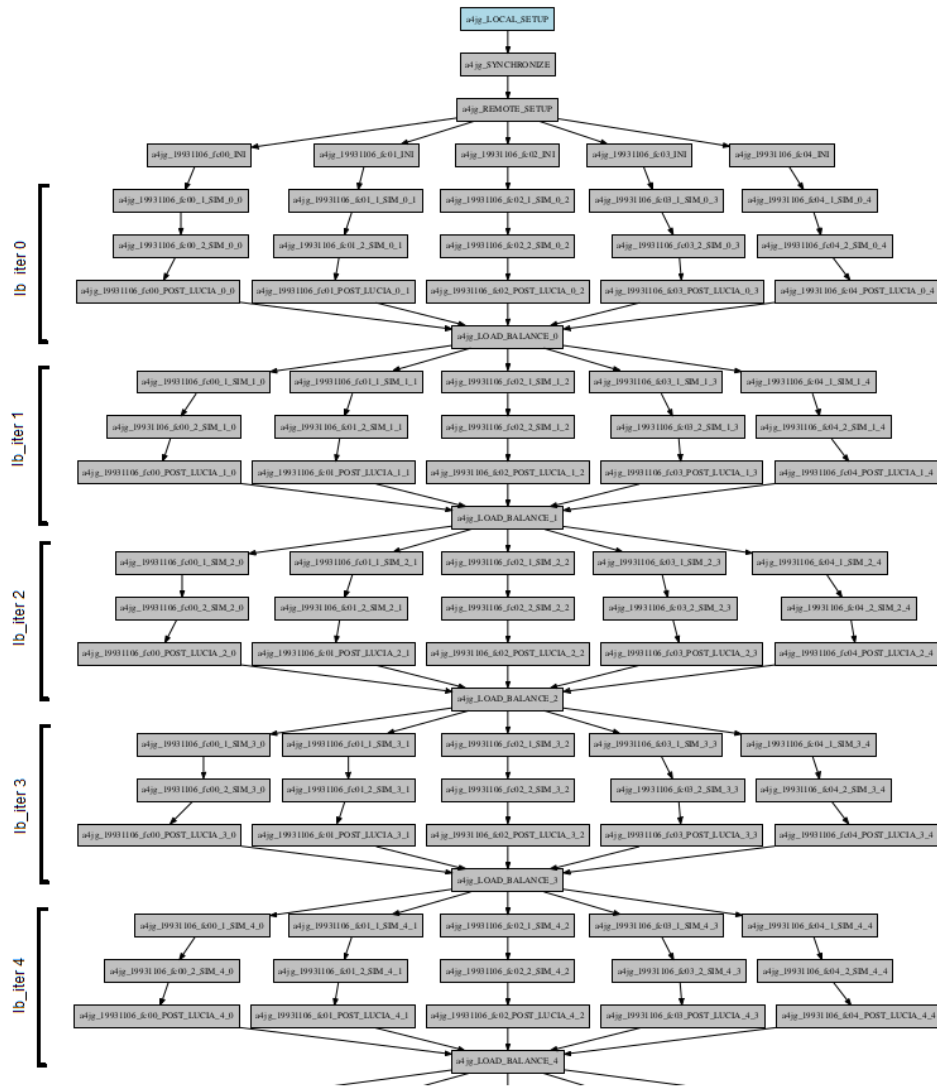 a4jg_LOCAL_SETUP
a4jg_SYNCHRONIZE
a4jg_REMOTE_SETUP
a4jg_19931106_fc00_INI a4jg_19931106_fc01_INI a4jg_19931106_fc02_INI a4jg_19931106_fc03_INI a4jg_19931106_fc04_INI
lb_iter 0
a4jg_19931106_fc00_1_SIM_0_0 a4jg_19931106_fc01_1_SIM_0_1 a4jg_19931106_fc02_1_SIM_0_2 a4jg_19931106_fc03_1_SIM_0_3 a4jg_19931106_fc04_1_SIM_0_4
a4jg_19931106_fc00_2_SIM_0_0 a4jg_19931106_fc01_2_SIM_0_1 a4jg_19931106_fc02_2_SIM_0_2 a4jg_19931106_fc03_2_SIM_0_3 a4jg_19931106_fc04_2_SIM_0_4
a4jg_19931106_fc00_POST_LUCIA_0_0 a4jg_19931106_fc01_POST_LUCIA_0_1 a4jg_19931106_fc02_POST_LUCIA_0_2 a4jg_19931106_fc03_POST_LUCIA_0_3 a4jg_19931106_fc04_POST_LUCIA_0_4
a4jg_LOAD_BALANCE_0
lb_iter 1
a4jg_19931106_fc00_1_SIM_1_0 a4jg_19931106_fc01_1_SIM_1_1 a4jg_19931106_fc02_1_SIM_1_2 a4jg_19931106_fc03_1_SIM_1_3 a4jg_19931106_fc04_1_SIM_1_4
a4jg_19931106_fc00_2_SIM_1_0 a4jg_19931106_fc01_2_SIM_1_1 a4jg_19931106_fc02_2_SIM_1_2 a4jg_19931106_fc03_2_SIM_1_3 a4jg_19931106_fc04_2_SIM_1_4
a4jg_19931106_fc00_POST_LUCIA_1_0 a4jg_19931106_fc01_POST_LUCIA_1_1 a4jg_19931106_fc02_POST_LUCIA_1_2 a4jg_19931106_fc03_POST_LUCIA_1_3 a4jg_19931106_fc04_POST_LUCIA_1_4
a4jg_LOAD_BALANCE_1
lb_iter 2
a4jg_19931106_fc00_1_SIM_2_0 a4jg_19931106_fc01_1_SIM_2_1 a4jg_19931106_fc02_1_SIM_2_2 a4jg_19931106_fc03_1_SIM_2_3 a4jg_19931106_fc04_1_SIM_2_4
a4jg_19931106_fc00_2_SIM_2_0 a4jg_19931106_fc01_2_SIM_2_1 a4jg_19931106_fc02_2_SIM_2_2 a4jg_19931106_fc03_2_SIM_2_3 a4jg_19931106_fc04_2_SIM_2_4
a4jg_19931106_fc00_POST_LUCIA_2_0 a4jg_19931106_fc01_POST_LUCIA_2_1 a4jg_19931106_fc02_POST_LUCIA_2_2 a4jg_19931106_fc03_POST_LUCIA_2_3 a4jg_19931106_fc04_POST_LUCIA_2_4
a4jg_LOAD_BALANCE_2
lb_iter 3
a4jg_19931106_fc00_1_SIM_3_0 a4jg_19931106_fc01_1_SIM_3_1 a4jg_19931106_fc02_1_SIM_3_2 a4jg_19931106_fc03_1_SIM_3_3 a4jg_19931106_fc04_1_SIM_3_4
a4jg_19931106_fc00_2_SIM_3_0 a4jg_19931106_fc01_2_SIM_3_1 a4jg_19931106_fc02_2_SIM_3_2 a4jg_19931106_fc03_2_SIM_3_3 a4jg_19931106_fc04_2_SIM_3_4
a4jg_19931106_fc00_POST_LUCIA_3_0 a4jg_19931106_fc01_POST_LUCIA_3_1 a4jg_19931106_fc02_POST_LUCIA_3_2 a4jg_19931106_fc03_POST_LUCIA_3_3 a4jg_19931106_fc04_POST_LUCIA_3_4
a4jg_LOAD_BALANCE_3
lb_iter 4
a4jg_19931106_fc00_1_SIM_4_0 a4jg_19931106_fc01_1_SIM_4_1 a4jg_19931106_fc02_1_SIM_4_2 a4jg_19931106_fc03_1_SIM_4_3 a4jg_19931106_fc04_1_SIM_4_4
a4jg_19931106_fc00_2_SIM_4_0 a4jg_19931106_fc01_2_SIM_4_1 a4jg_19931106_fc02_2_SIM_4_2 a4jg_19931106_fc03_2_SIM_4_3 a4jg_19931106_fc04_2_SIM_4_4
a4jg_19931106_fc00_POST_LUCIA_4_0 a4jg_19931106_fc01_POST_LUCIA_4_1 a4jg_19931106_fc02_POST_LUCIA_4_2 a4jg_19931106_fc03_POST_LUCIA_4_3 a4jg_19931106_fc04_POST_LUCIA_4_4
a4jg_LOAD_BALANCE_4